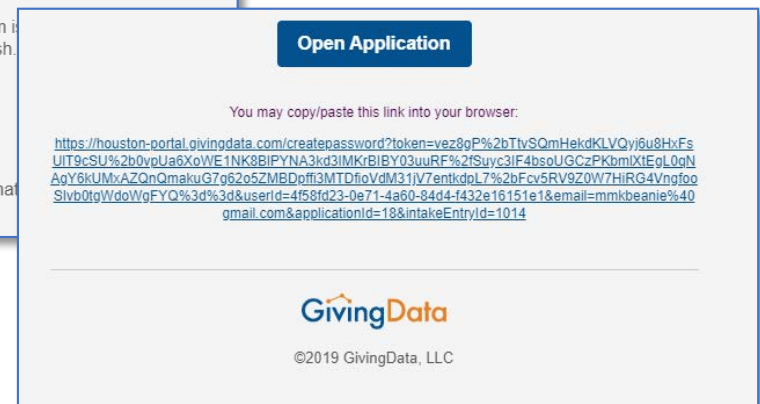 sh.
Open Application
You may copy/paste this link into your browser:
https://houston-portal.givingdata.com/createpassword?token=vez8gP%2bTtvSQmHekdKLVQyj6u8HxFs
UIT9cSU%2b0vpUa6XoWE1NK8BIPYNA3kd3IMKrBIBY03uuRF%2fSuyc3IF4bsoUGCzPKbmlXtEgL0qN
AgY6kUMxAZQnQmakuG7g62o5ZMBDpffi3MTDfioVdM31jV7entkdpL7%2bFcv5RV9Z0W7HiRG4Vngfoo
SIvb0tgWdoWgFYQ%3d%3d&userId=4f58fd23-0e71-4a60-84d4-f432e16151e1&email=mmkbeanie%40
gmail.com&applicationId=18&intakeEntryId=1014
GivingData
©2019 GivingData, LLC